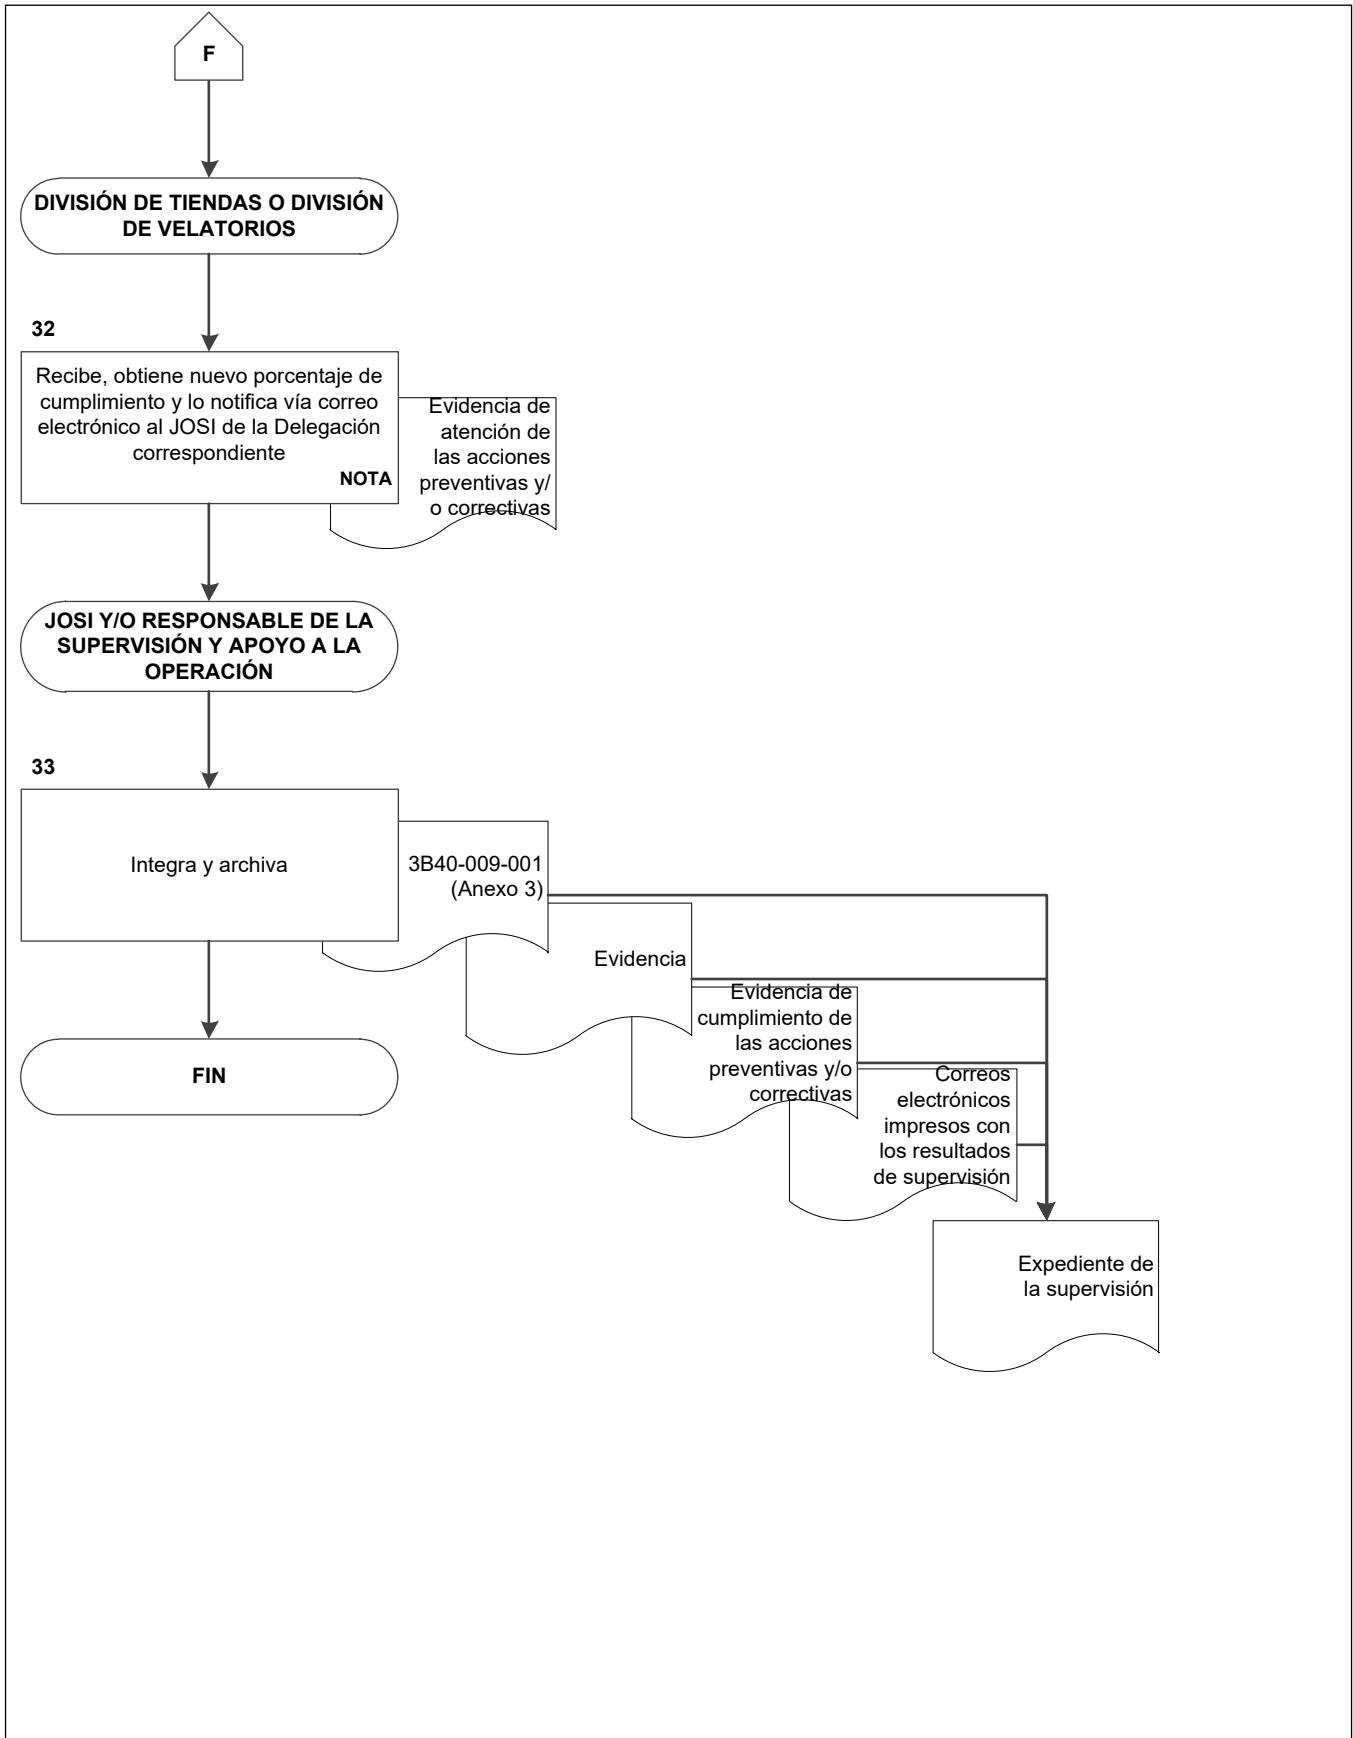 F
DIVISIÓN DE TIENDAS O DIVISIÓN
DE VELATORIOS
32
Recibe, obtiene nuevo porcentaje de
cumplimiento y lo notifica vía correo
electrónico al JOSI de la Delegación
correspondiente
NOTA
Evidencia de
atención de
las acciones
preventivas y/
o correctivas
JOSI Y/O RESPONSABLE DE LA
SUPERVISIÓN Y APOYO A LA
OPERACIÓN
33
Integra y archiva
3B40-009-001
(Anexo 3)
Evidencia
Evidencia de
cumplimiento de
las acciones
preventivas y/o
correctivas
Correos
electrónicos
impresos con
los resultados
de supervisión
FIN
Expediente de
la supervisión